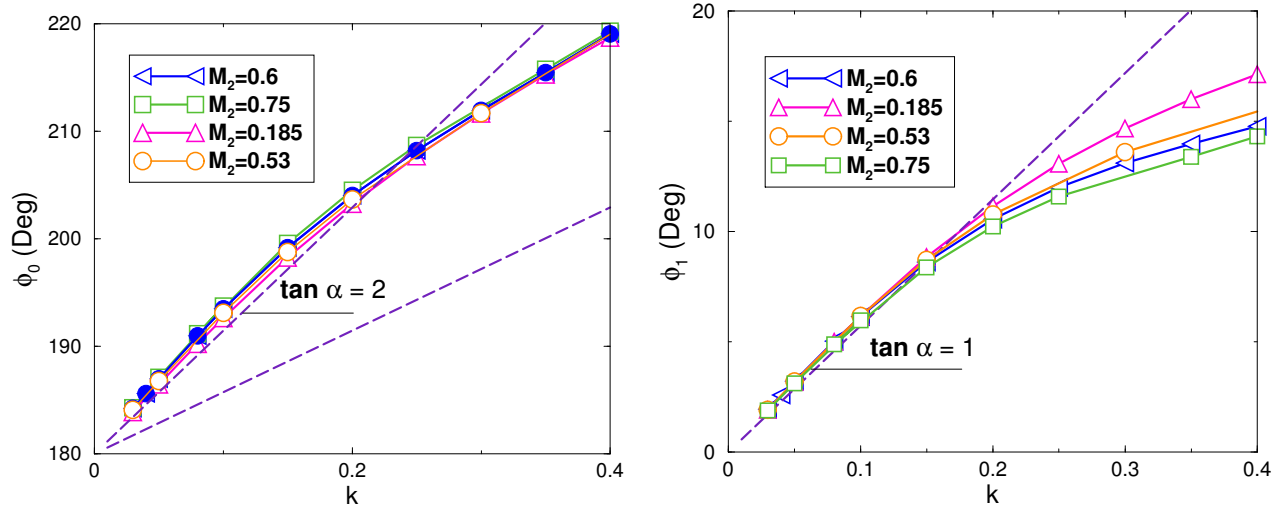 220
210
200
190
180
ϕ₀ (Deg)
M₂=0.6
M₂=0.75
M₂=0.185
M₂=0.53
tan α = 2
0
0.2
0.4
k
20
10
0
ϕ₁ (Deg)
M₂=0.6
M₂=0.185
M₂=0.53
M₂=0.75
tan α = 1
0
0.1
0.2
0.3
0.4
k